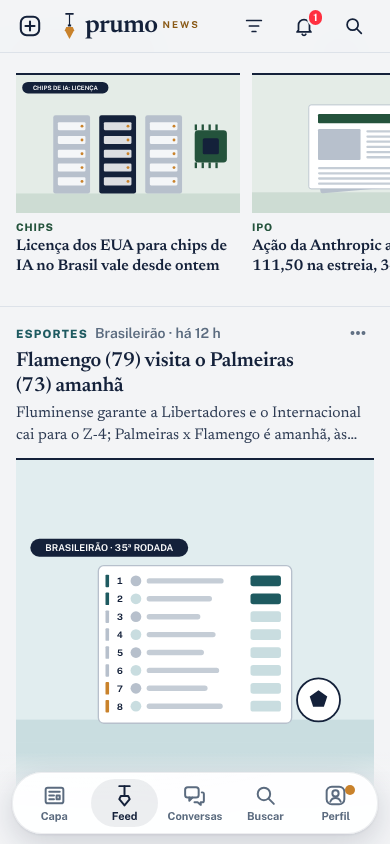 prumo NEWS
1
CHIPS DE IA: LICENÇA
CHIPS
Licença dos EUA para chips de
IA no Brasil vale desde ontem
IPO
Ação da Anthropic a
111,50 na estreia, 3
ESPORTES Brasileirão · há 12 h
Flamengo (79) visita o Palmeiras
(73) amanhã
Fluminense garante a Libertadores e o Internacional
cai para o Z-4; Palmeiras x Flamengo é amanhã, às...
BRASILEIRÃO · 35ª RODADA
1
2
3
4
5
6
7
8
Capa
Feed
Conversas
Buscar
Perfil